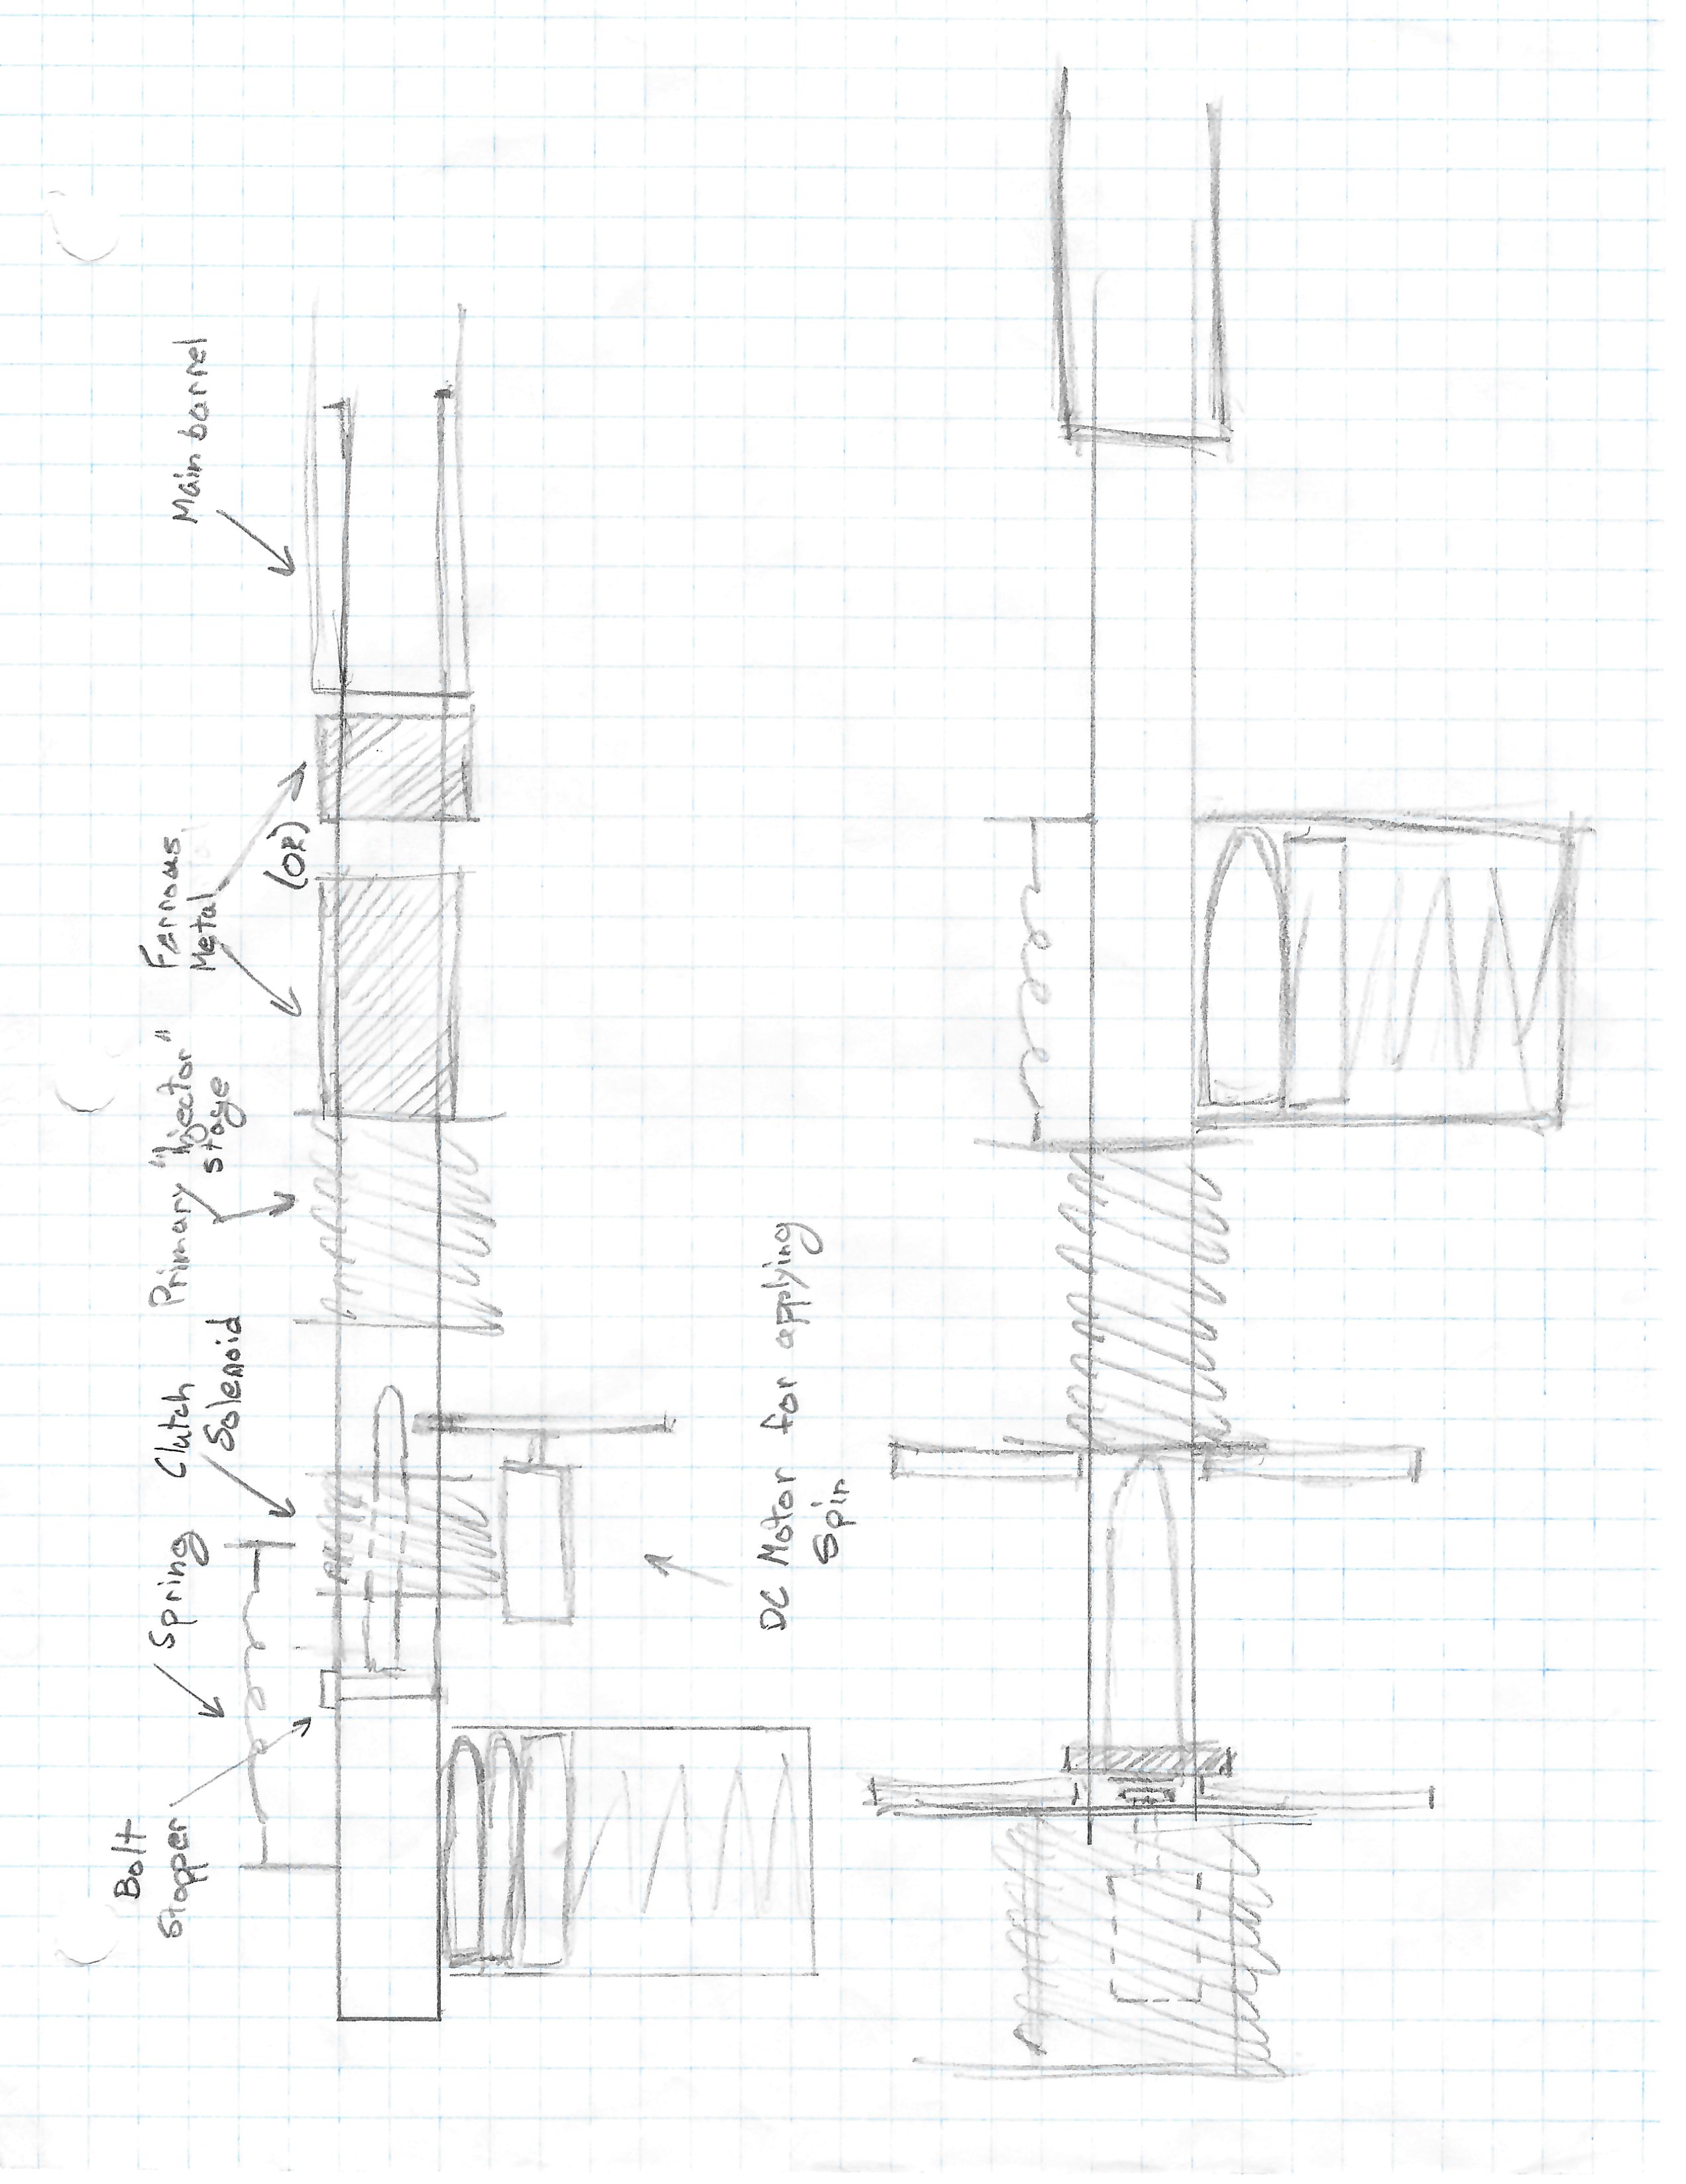 Bolt
Stopper
Spring
Clutch
Solenoid
Primary "Injector"
Stage
Ferrous
Metal
(OR)
Main barrel
DC Motor for applying
Spin